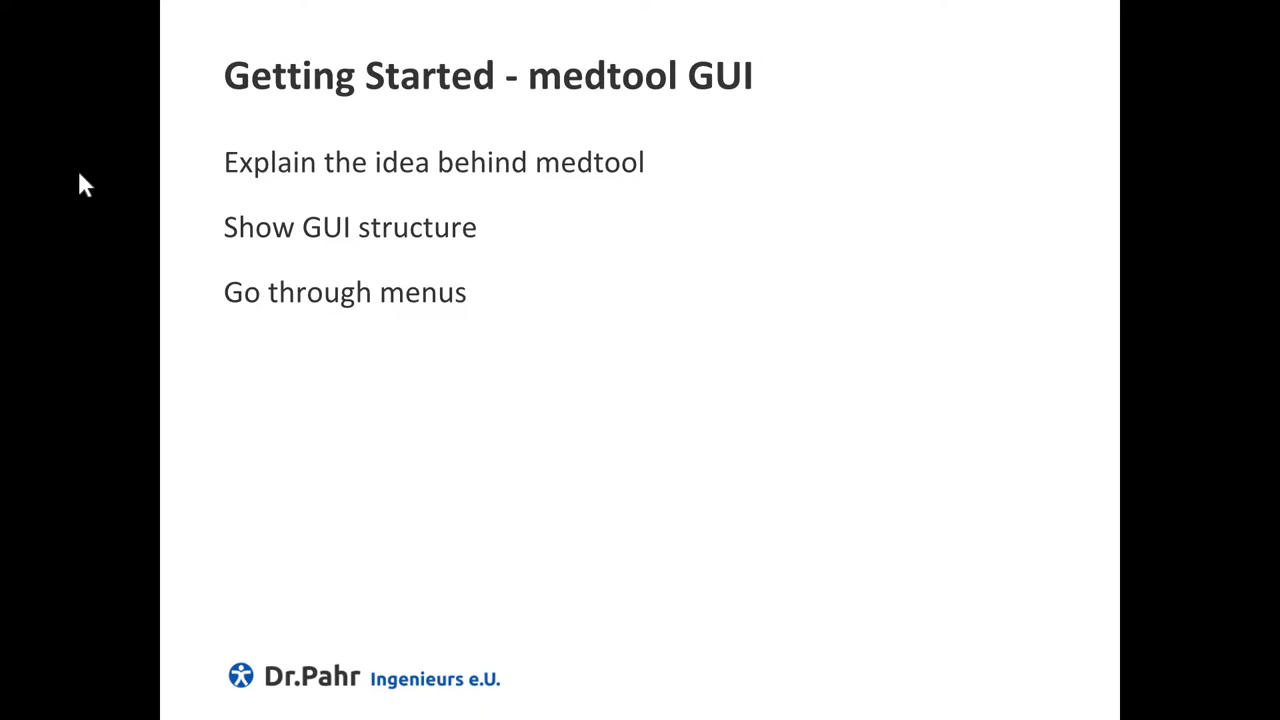 Getting Started - medtool GUI
Explain the idea behind medtool
Show GUI structure
Go through menus
Dr.Pahr Ingenieurs e.U.